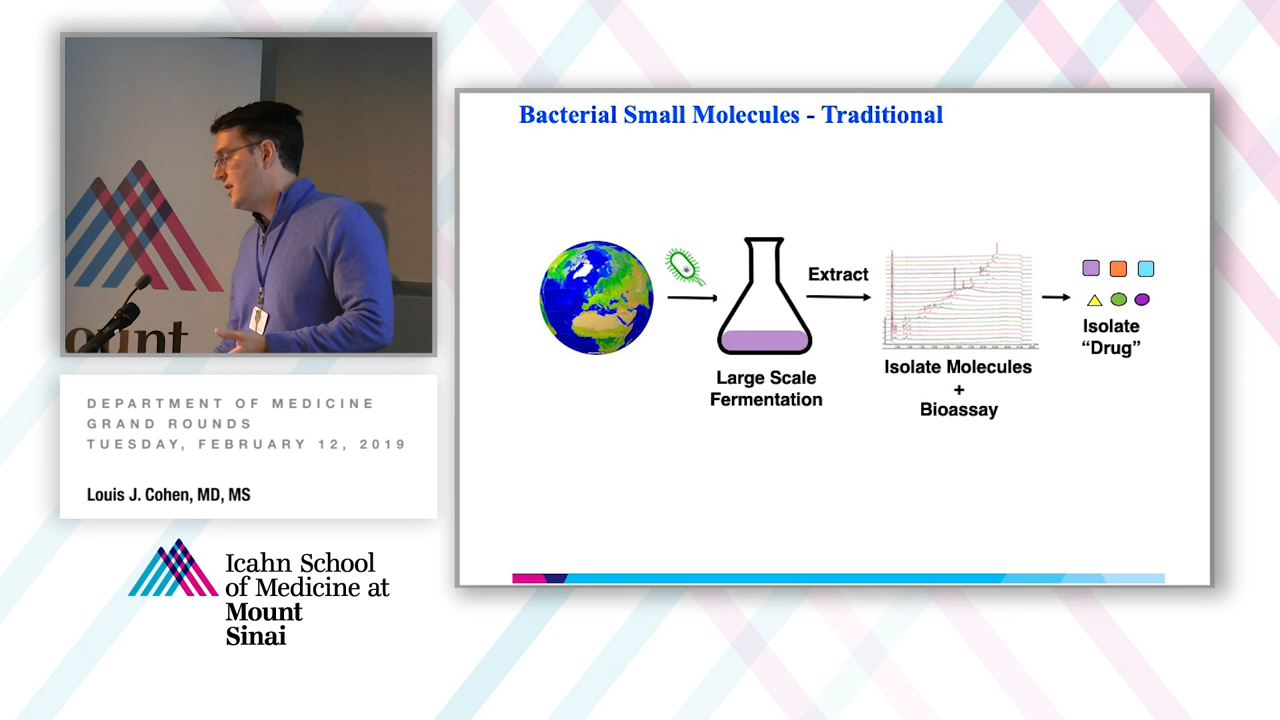 ount
DEPARTMENT OF MEDICINE
GRAND ROUNDS
TUESDAY, FEBRUARY 12, 2019
Louis J. Cohen, MD, MS
Icahn School
of Medicine at
Mount
Sinai
Bacterial Small Molecules - Traditional
Extract
Large Scale
Fermentation
Isolate Molecules
+
Bioassay
Isolate
“Drug”